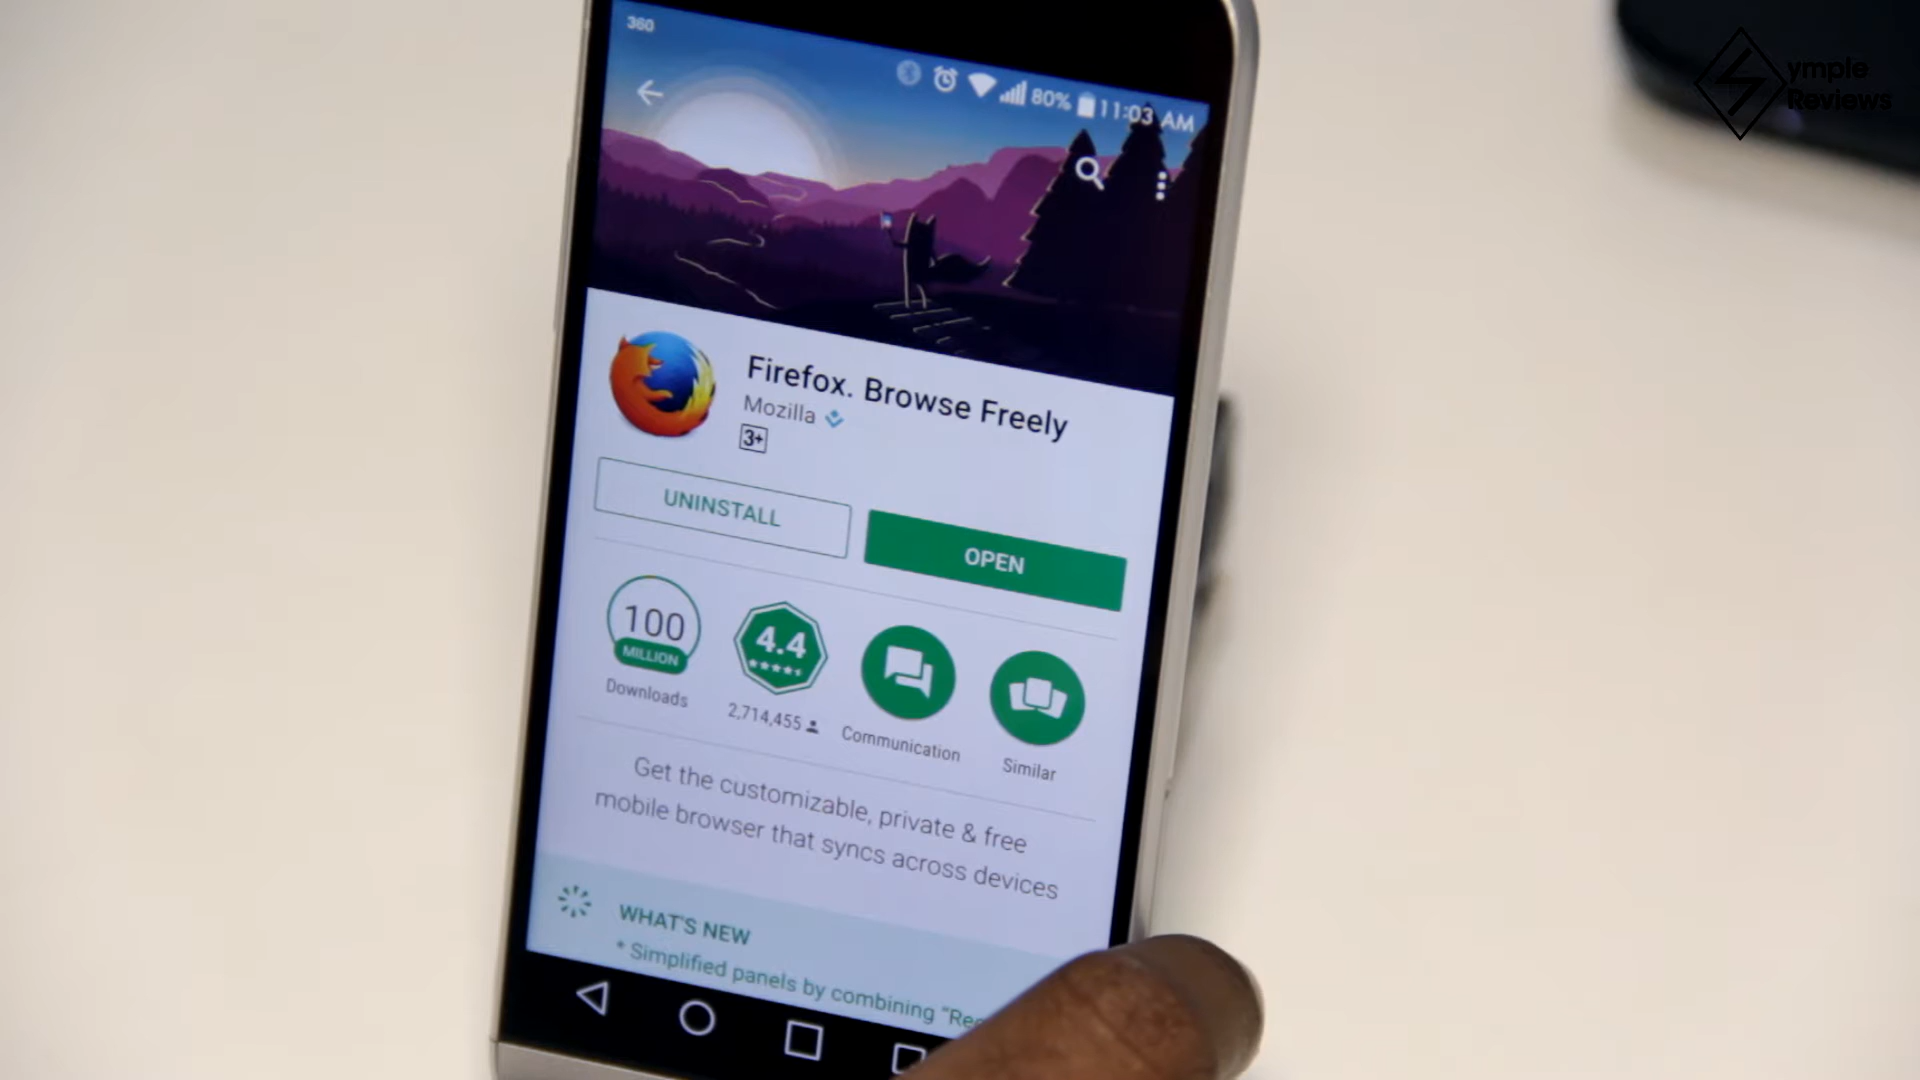 360
80% 11:03 AM
ymple
Reviews
Firefox. Browse Freely
Mozilla
3+
UNINSTALL
OPEN
100
MILLION
Downloads
4.4
2,714,455
Communication
Similar
Get the customizable, private & free
mobile browser that syncs across devices
WHAT'S NEW
* Simplified panels by combining "Rec